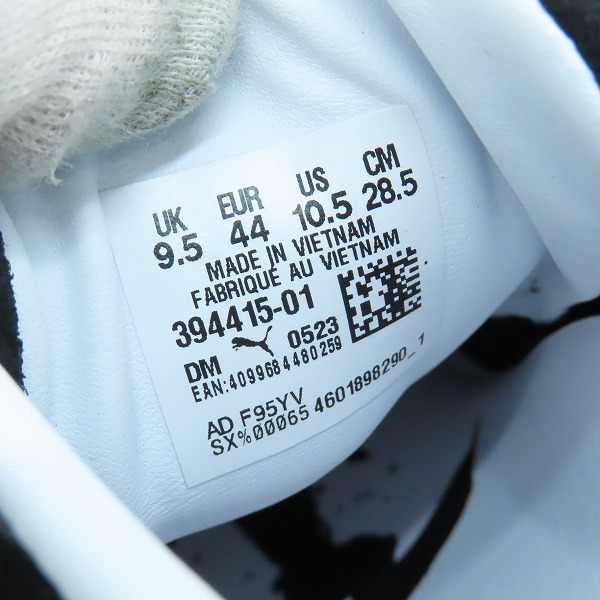 UK EUR US CM
9.5 44 10.5 28.5
MADE IN VIETNAM
FABRIQUE AU VIETNAM
394415-01
DM 0523
EAN:4099684480259
AD F95YV
SX%00065 4601898290_1